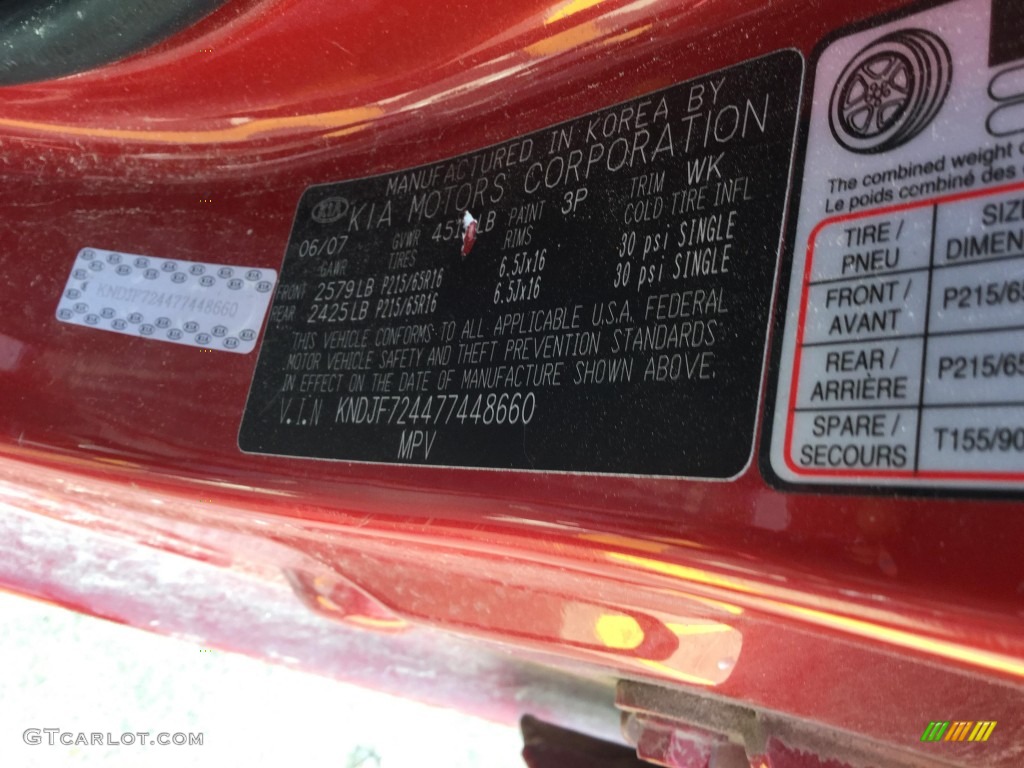 KNDJF724477448660
MANUFACTURED IN KOREA BY
KIA MOTORS CORPORATION
06/07 GVWR LB PAINT 3P TRIM WK
GAWR TIRES RIMS COLD TIRE INFL
FRONT 2579LB P215/65R16 6.5Jx16 30 psi SINGLE
REAR 2425LB P215/65R16 6.5Jx16 30 psi SINGLE
THIS VEHICLE CONFORMS TO ALL APPLICABLE U.S.A. FEDERAL
MOTOR VEHICLE SAFETY AND THEFT PREVENTION STANDARDS
IN EFFECT ON THE DATE OF MANUFACTURE SHOWN ABOVE.
V.I.N KNDJF724477448660
MPV
The combined weight
Le poids combiné des
TIRE / PNEU
SIZ
DIMEN
FRONT / AVANT P215/65
REAR / ARRIÈRE P215/65
SPARE / SECOURS T155/90
GTCARLOT.COM